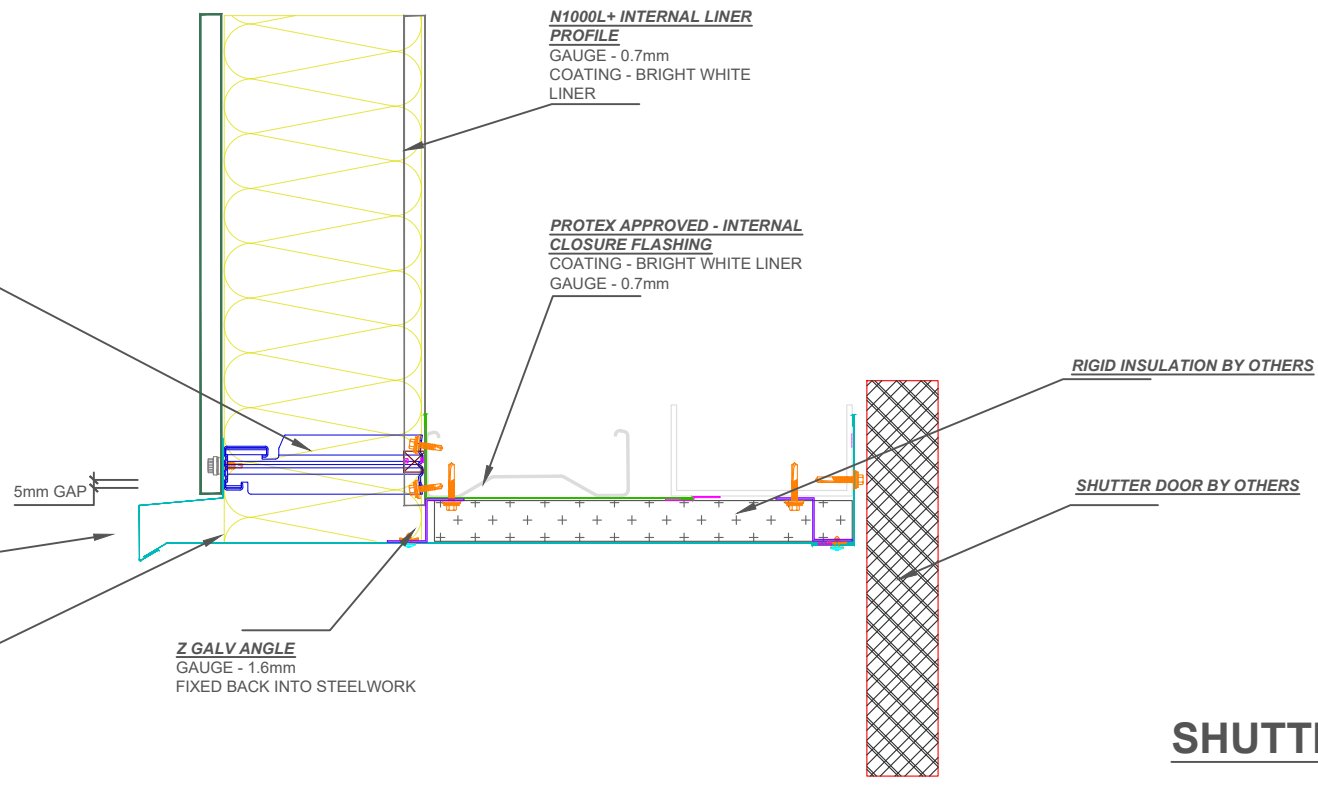 N1000L+ INTERNAL LINER
PROFILE
GAUGE - 0.7mm
COATING - BRIGHT WHITE
LINER
PROTEX APPROVED - INTERNAL
CLOSURE FLASHING
COATING - BRIGHT WHITE LINER
GAUGE - 0.7mm
RIGID INSULATION BY OTHERS
SHUTTER DOOR BY OTHERS
5mm GAP
Z GALV ANGLE
GAUGE - 1.6mm
FIXED BACK INTO STEELWORK